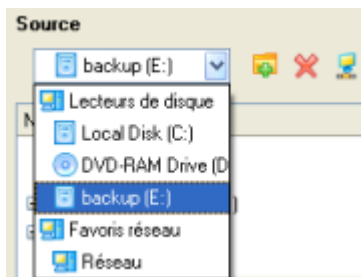 Source
backup (E:)
Lecteurs de disque
Local Disk (C:)
DVD-RAM Drive (D
backup (E:)
Favoris réseau
Réseau